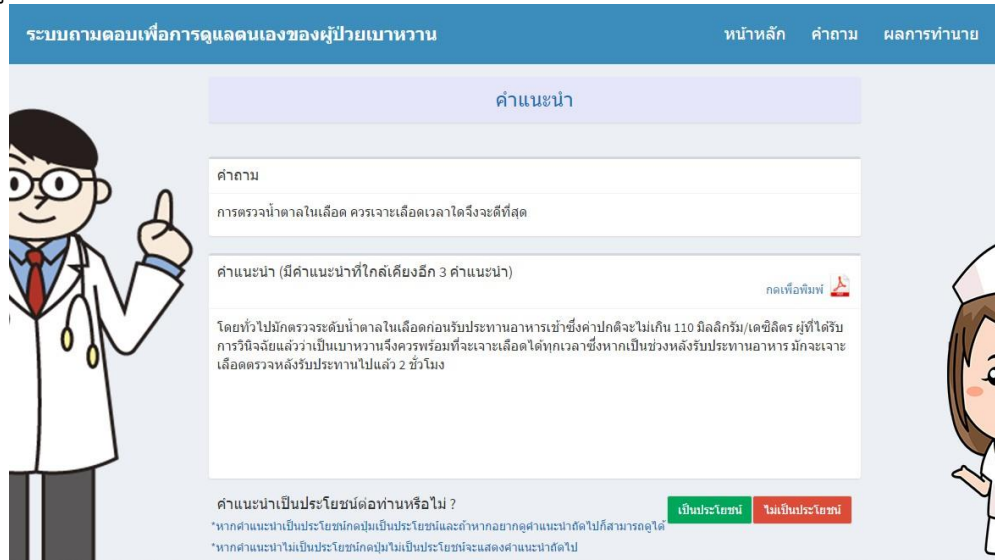 ระบบถามตอบเพื่อการดูแลตนเองของผู้ป่วยเบาหวาน
หน้าหลัก คำถาม ผลการทำนาย
คำแนะนำ
คำถาม
การตรวจน้ำตาลในเลือด ควรเจาะเลือดเวลาใดจึงจะดีที่สุด
คำแนะนำ (มีคำแนะนำที่ใกล้เคียงอีก 3 คำแนะนำ)
กดเพื่อพิมพ์
โดยทั่วไปมักตรวจระดับน้ำตาลในเลือดก่อนรับประทานอาหารเช้าซึ่งค่าปกติจะไม่เกิน 110 มิลลิกรัม/เดซิลิตร ผู้ที่ได้รับ
การวินิจฉัยแล้วว่าเป็นเบาหวานจึงควรพร้อมที่จะเจาะเลือดได้ทุกเวลาซึ่งหากเป็นช่วงหลังรับประทานอาหาร มักจะเจาะ
เลือดตรวจหลังรับประทานไปแล้ว 2 ชั่วโมง
คำแนะนำเป็นประโยชน์ต่อท่านหรือไม่ ?
เป็นประโยชน์ ไม่เป็นประโยชน์
*หากคำแนะนำเป็นประโยชน์กดปุ่มเป็นประโยชน์และถ้าหากอยากดูคำแนะนำถัดไปก็สามารถดูได้
*หากคำแนะนำไม่เป็นประโยชน์กดปุ่มไม่เป็นประโยชน์จะแสดงคำแนะนำถัดไป